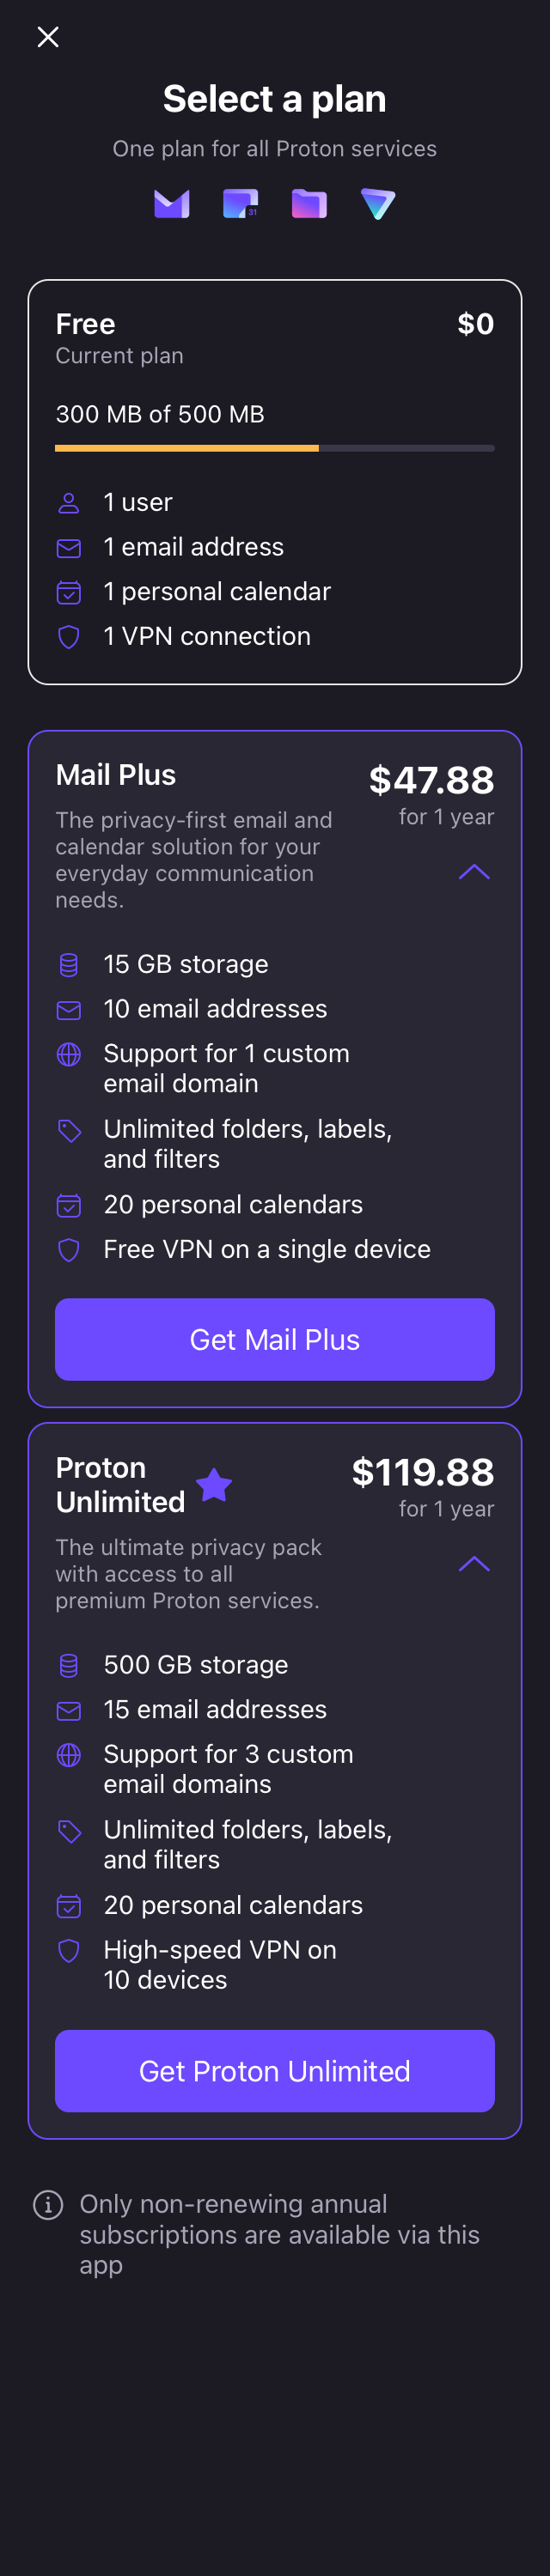 Select a plan
One plan for all Proton services
31
Free
$0
Current plan
300 MB of 500 MB
1 user
1 email address
1 personal calendar
1 VPN connection
Mail Plus
$47.88
for 1 year
The privacy-first email and
calendar solution for your
everyday communication
needs.
15 GB storage
10 email addresses
Support for 1 custom
email domain
Unlimited folders, labels,
and filters
20 personal calendars
Free VPN on a single device
Get Mail Plus
Proton
Unlimited
$119.88
for 1 year
The ultimate privacy pack
with access to all
premium Proton services.
500 GB storage
15 email addresses
Support for 3 custom
email domains
Unlimited folders, labels,
and filters
20 personal calendars
High-speed VPN on
10 devices
Get Proton Unlimited
Only non-renewing annual
subscriptions are available via this
app